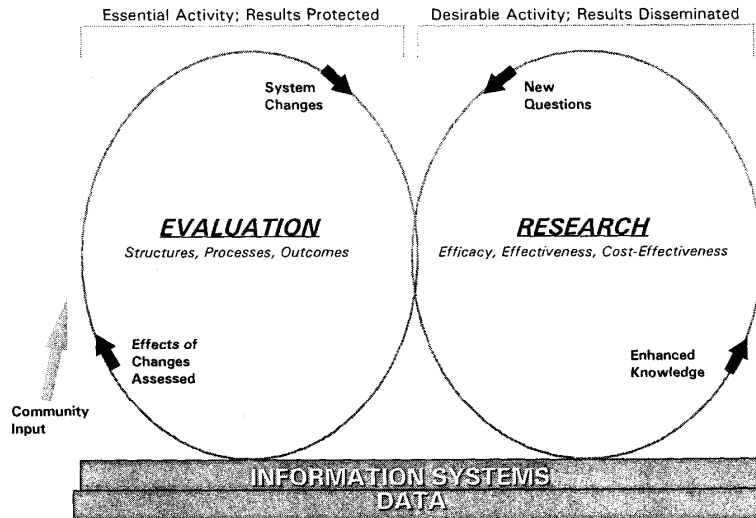 Essential Activity; Results Protected
Desirable Activity; Results Disseminated
System
Changes
New
Questions
EVALUATION
Structures, Processes, Outcomes
RESEARCH
Efficacy, Effectiveness, Cost-Effectiveness
Effects of
Changes
Assessed
Enhanced
Knowledge
Community
Input
INFORMATION SYSTEMS
DATA